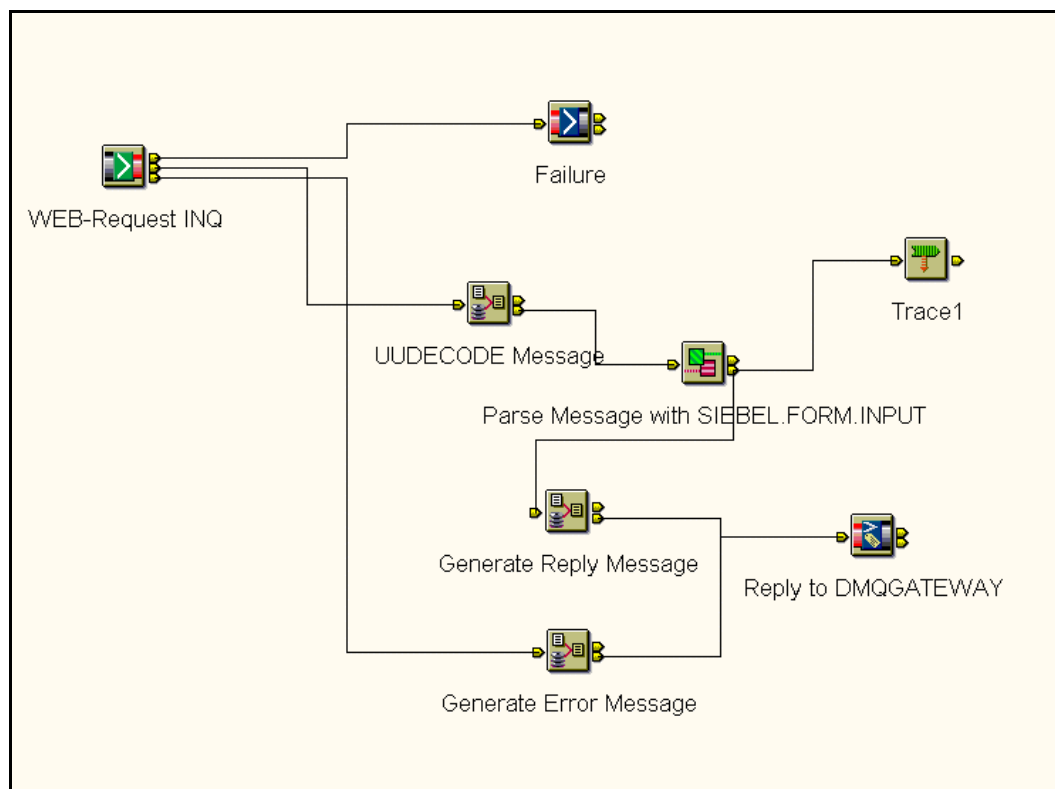 Failure
WEB-Request INQ
Trace1
UUDECODE Message
Parse Message with SIEBEL.FORM.INPUT
Generate Reply Message
Reply to DMQGATEWAY
Generate Error Message